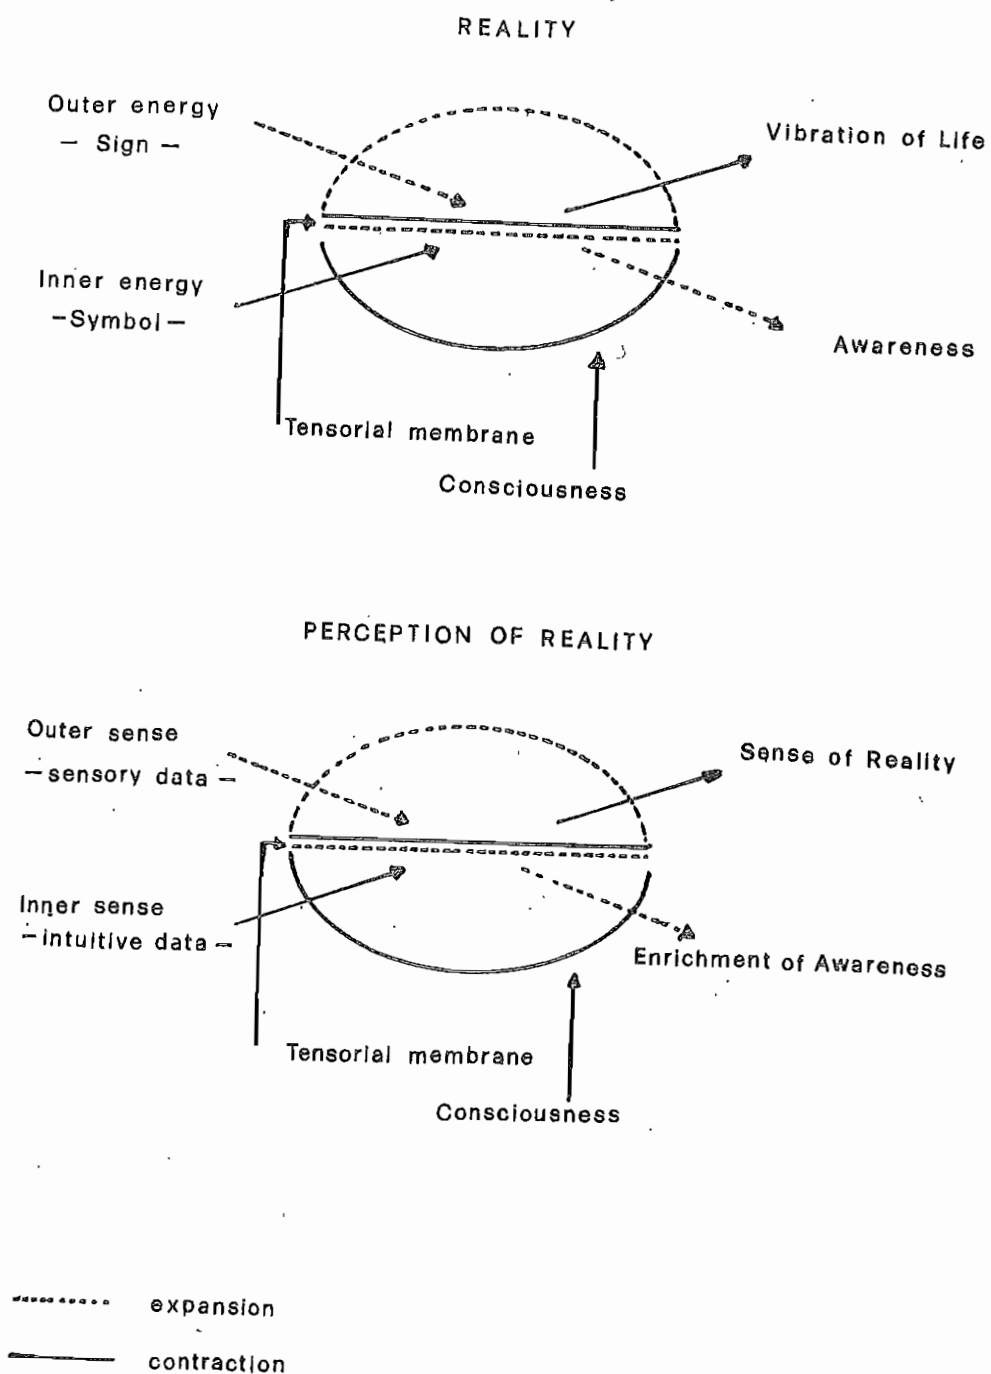 REALITY
Outer energy
— Sign —
Vibration of Life
Inner energy
—Symbol—
Awareness
Tensorial membrane
Consciousness
PERCEPTION OF REALITY
Outer sense
—sensory data—
Sense of Reality
Inner sense
—intuitive data—
Enrichment of Awareness
Tensorial membrane
Consciousness
expansion
contraction